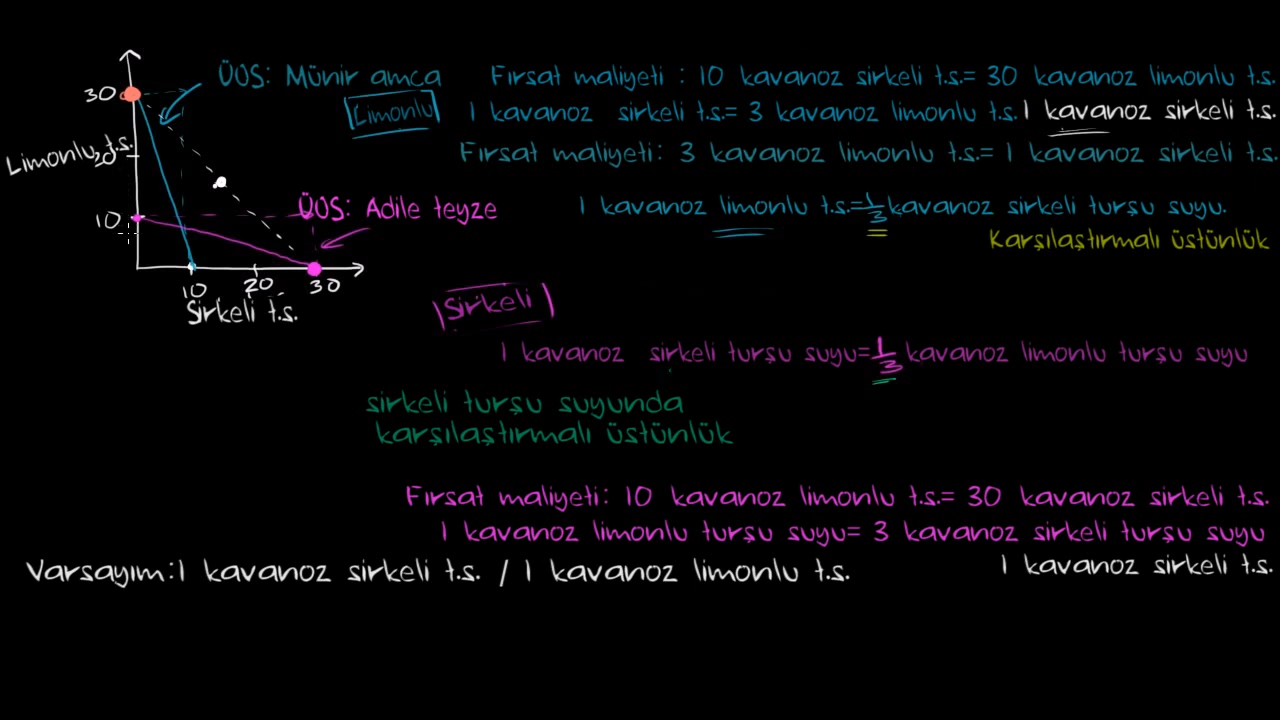 ÜOS: Münir amca
Fırsat maliyeti : 10 kavanoz sirkeli t.s.= 30 kavanoz limonlu t.s.
30
Limonlu
1 kavanoz sirkeli t.s.= 3 kavanoz limonlu t.s.
1 kavanoz sirkeli t.s.
Limonlu t.s.
20
Fırsat maliyeti: 3 kavanoz limonlu t.s.= 1 kavanoz sirkeli t.s.
10
ÜOS: Adile teyze
1 kavanoz limonlu t.s.=1/3 kavanoz sirkeli turşu suyu.
Karşılaştırmalı üstünlük
10 20 30
Sirkeli t.s.
Sirkeli
1 kavanoz sirkeli turşu suyu=1/3 kavanoz limonlu turşu suyu
sirkeli turşu suyunda
karşılaştırmalı üstünlük
Fırsat maliyeti: 10 kavanoz limonlu t.s.= 30 kavanoz sirkeli t.s.
1 kavanoz limonlu turşu suyu= 3 kavanoz sirkeli turşu suyu
Varsayım:1 kavanoz sirkeli t.s. / 1 kavanoz limonlu t.s.
1 kavanoz sirkeli t.s.